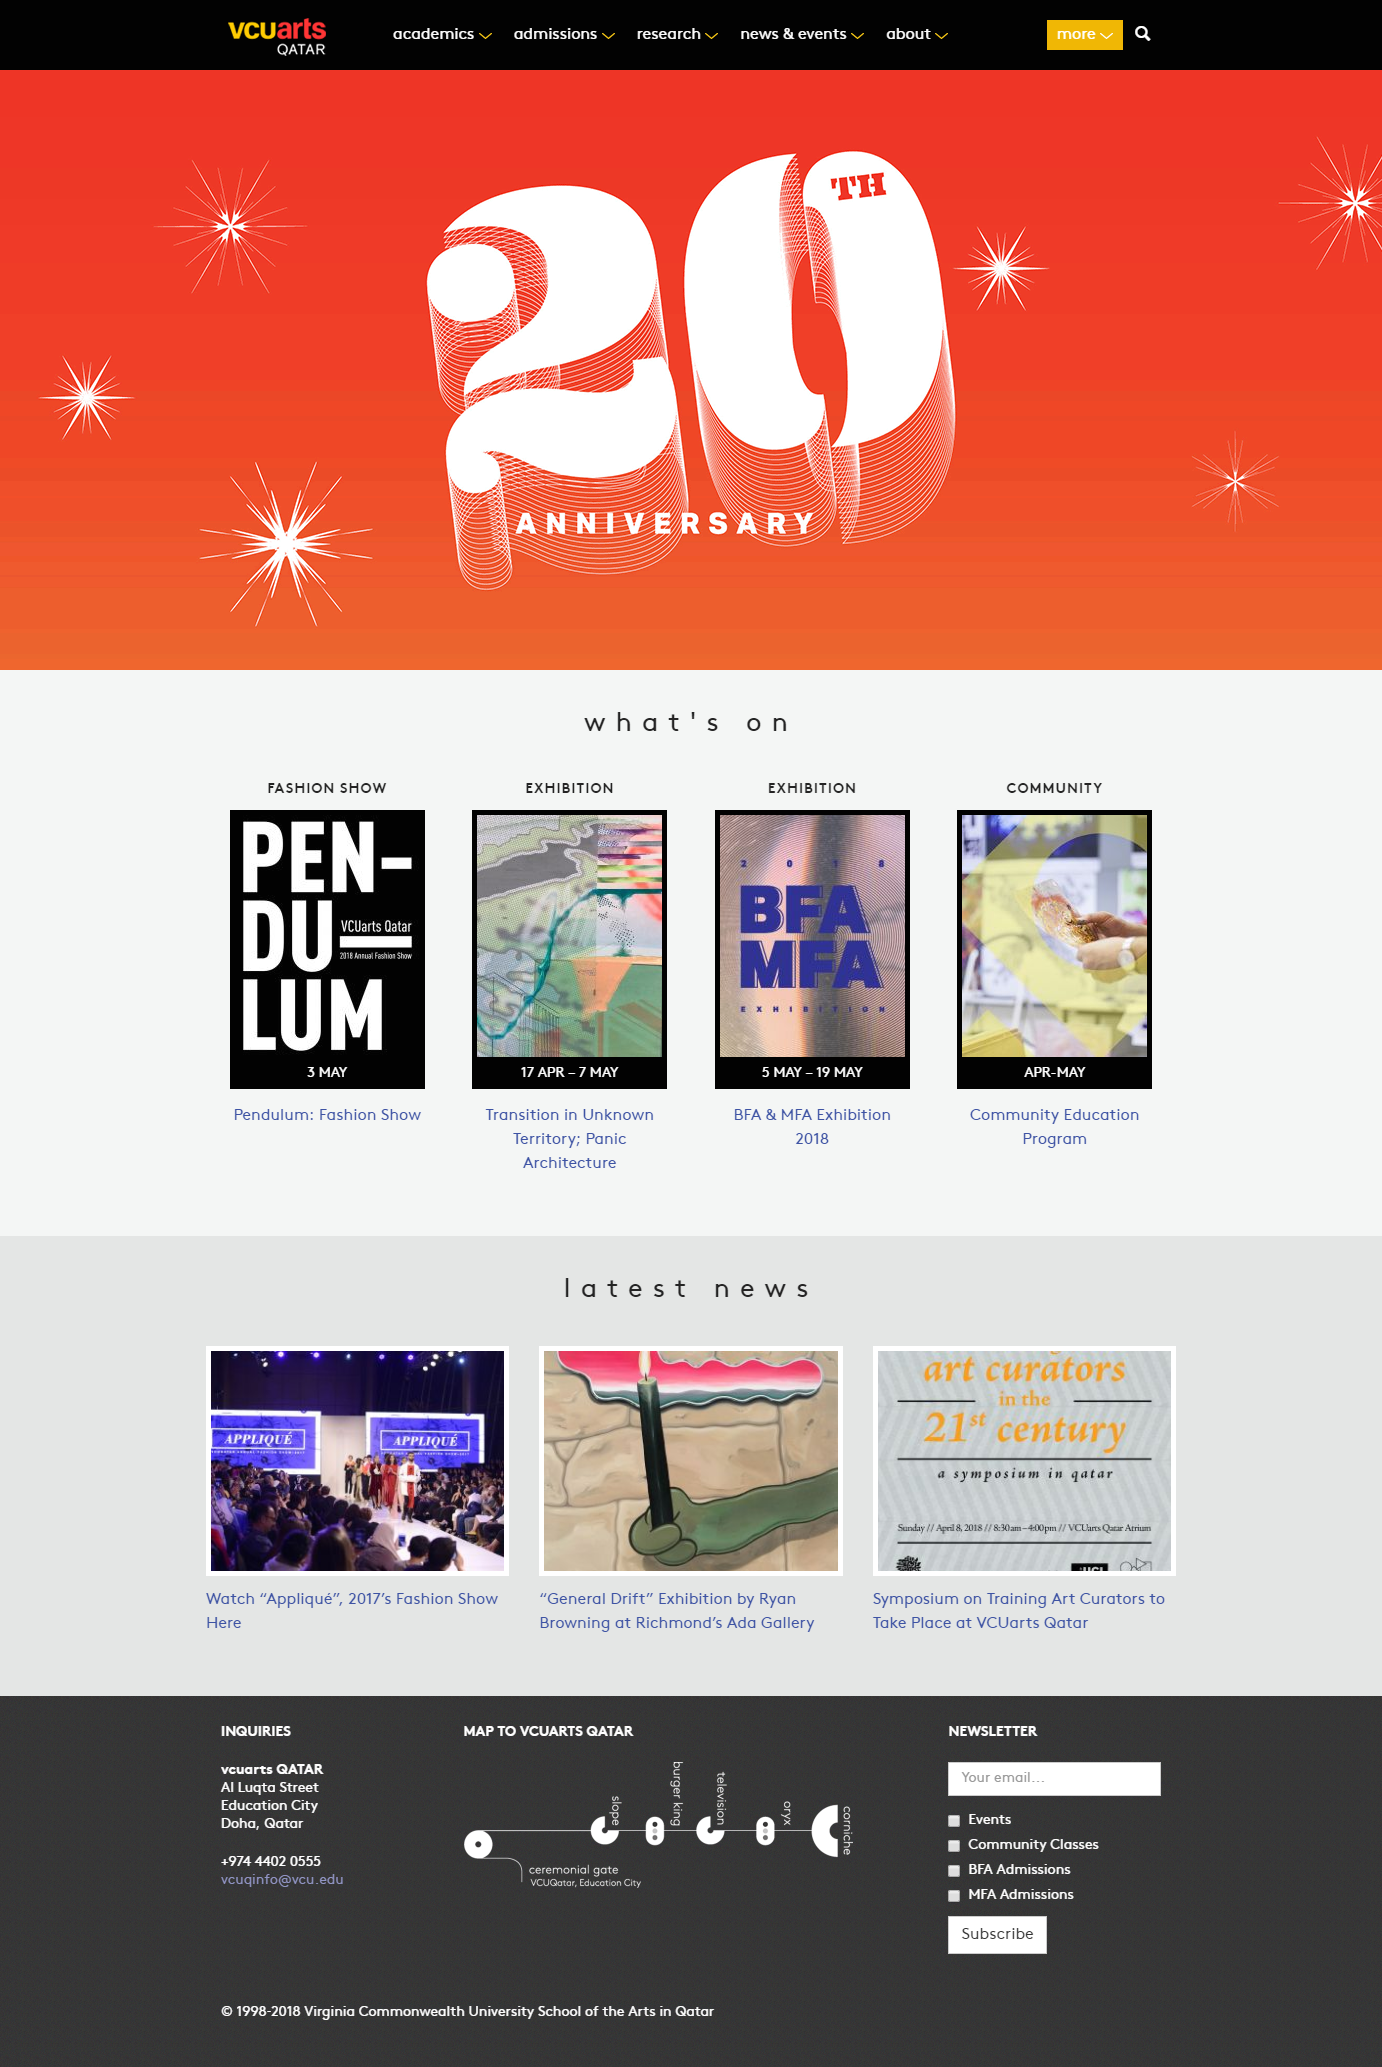 vcuarts
QATAR
academics
admissions
research
news & events
about
more
20TH
ANNIVERSARY
what's on
FASHION SHOW
PEN-
DU
LUM
VCUarts Qatar
2018 Annual Fashion Show
3 MAY
Pendulum: Fashion Show
EXHIBITION
17 APR – 7 MAY
Transition in Unknown
Territory; Panic
Architecture
EXHIBITION
2018
BFA
MFA
EXHIBITION
5 MAY – 19 MAY
BFA & MFA Exhibition
2018
COMMUNITY
APR-MAY
Community Education
Program
latest news
APPLIQUÉ
APPLIQUÉ
Watch “Appliqué”, 2017’s Fashion Show
Here
“General Drift” Exhibition by Ryan
Browning at Richmond’s Ada Gallery
art curators
in the
21st century
a symposium in qatar
Sunday // April 8, 2018 // 8:30am–4:00pm // VCUarts Qatar Atrium
Symposium on Training Art Curators to
Take Place at VCUarts Qatar
INQUIRIES
vcuarts QATAR
Al Luqta Street
Education City
Doha, Qatar
+974 4402 0555
vcuqinfo@vcu.edu
MAP TO VCUARTS QATAR
slope
burger king
television
oryx
corniche
ceremonial gate
VCUQatar, Education City
NEWSLETTER
Your email...
Events
Community Classes
BFA Admissions
MFA Admissions
Subscribe
© 1998-2018 Virginia Commonwealth University School of the Arts in Qatar